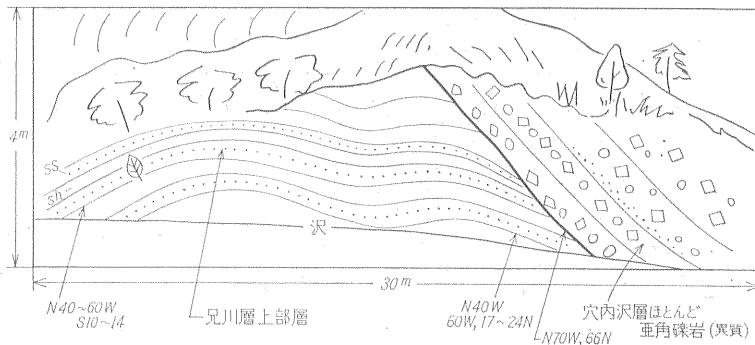 4m
SS
Sh
沢
30m
N40~60W
S10~14
兄川層上部層
N40W
60W, 17~24N
N70W, 66N
穴内沢層ほとんど
亜角礫岩(異質)